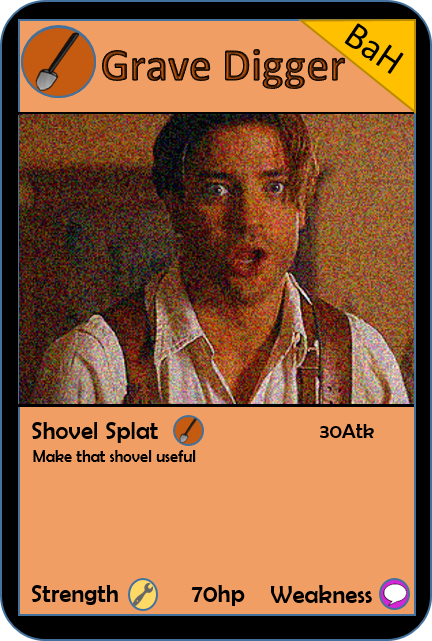 Grave Digger
BaH
Shovel Splat 30Atk
Make that shovel useful
Strength 70hp Weakness